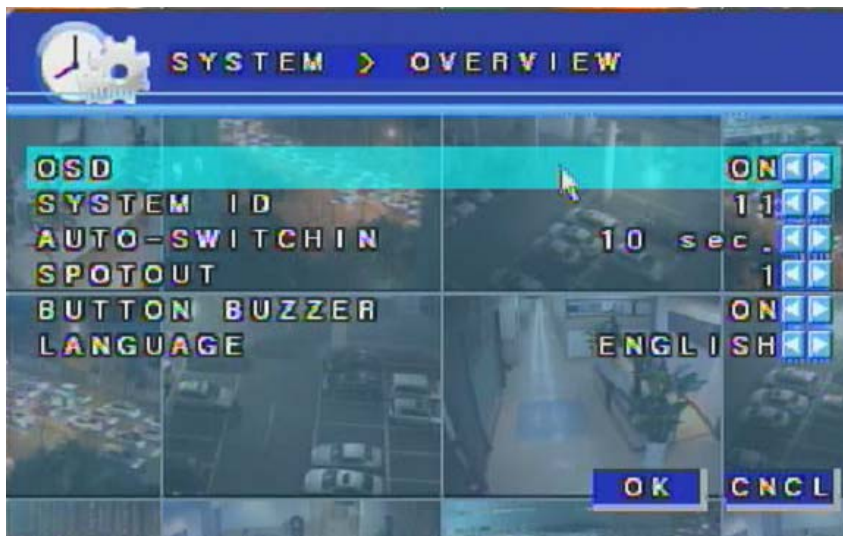 SYSTEM > OVERVIEW
OSD ON
SYSTEM ID 11
AUTO-SWITCHIN 10 sec.
SPOTOUT 1
BUTTON BUZZER ON
LANGUAGE ENGLISH
OK CNCL